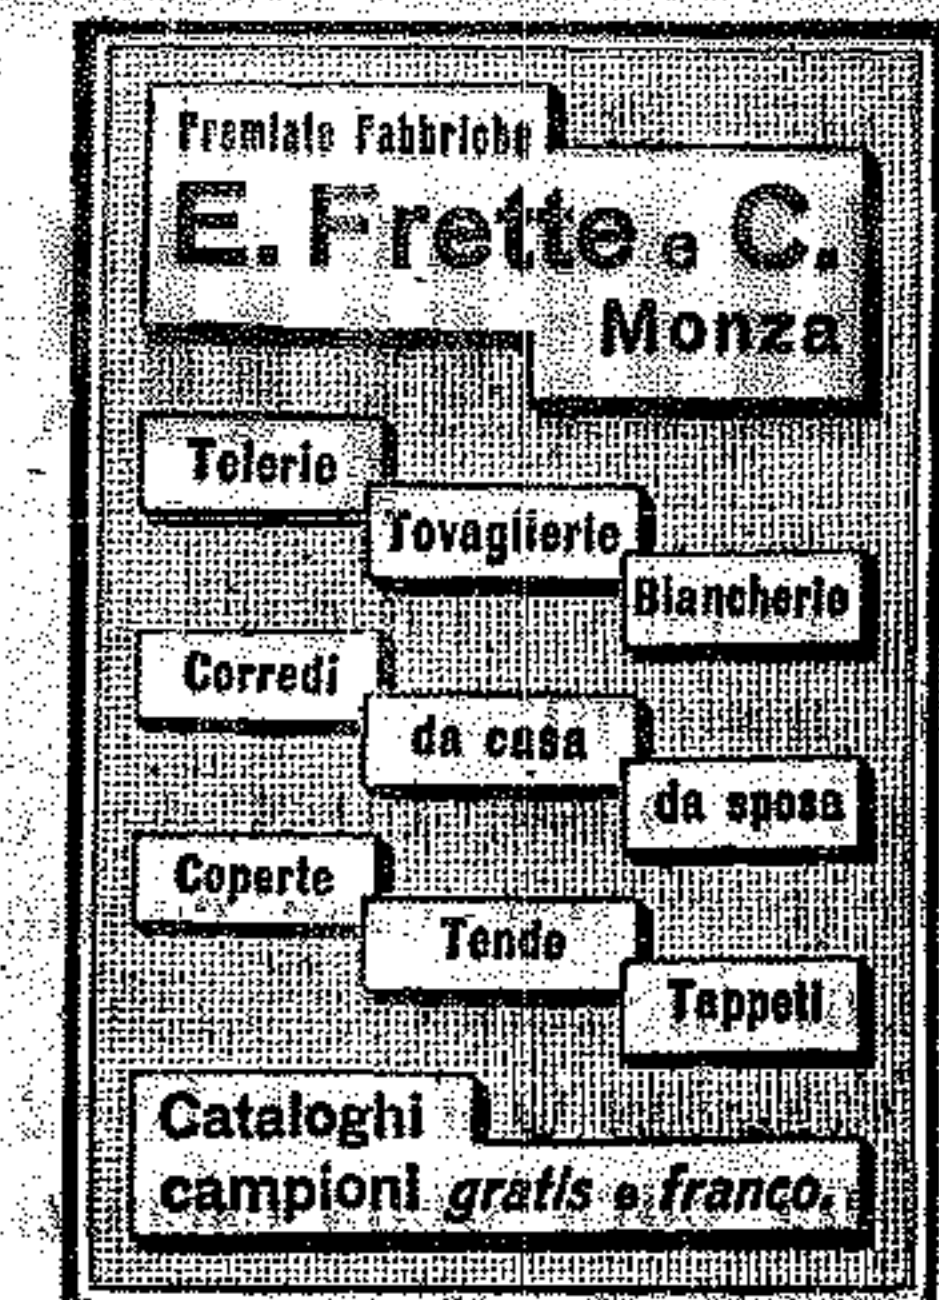 Premiate Fabbriche
E. Frette e C.
Monza
Telerie
Tovaglierie
Biancherie
Corredi
da casa
da sposa
Coperte
Tende
Tappeti
Cataloghi
campioni gratis e franco.